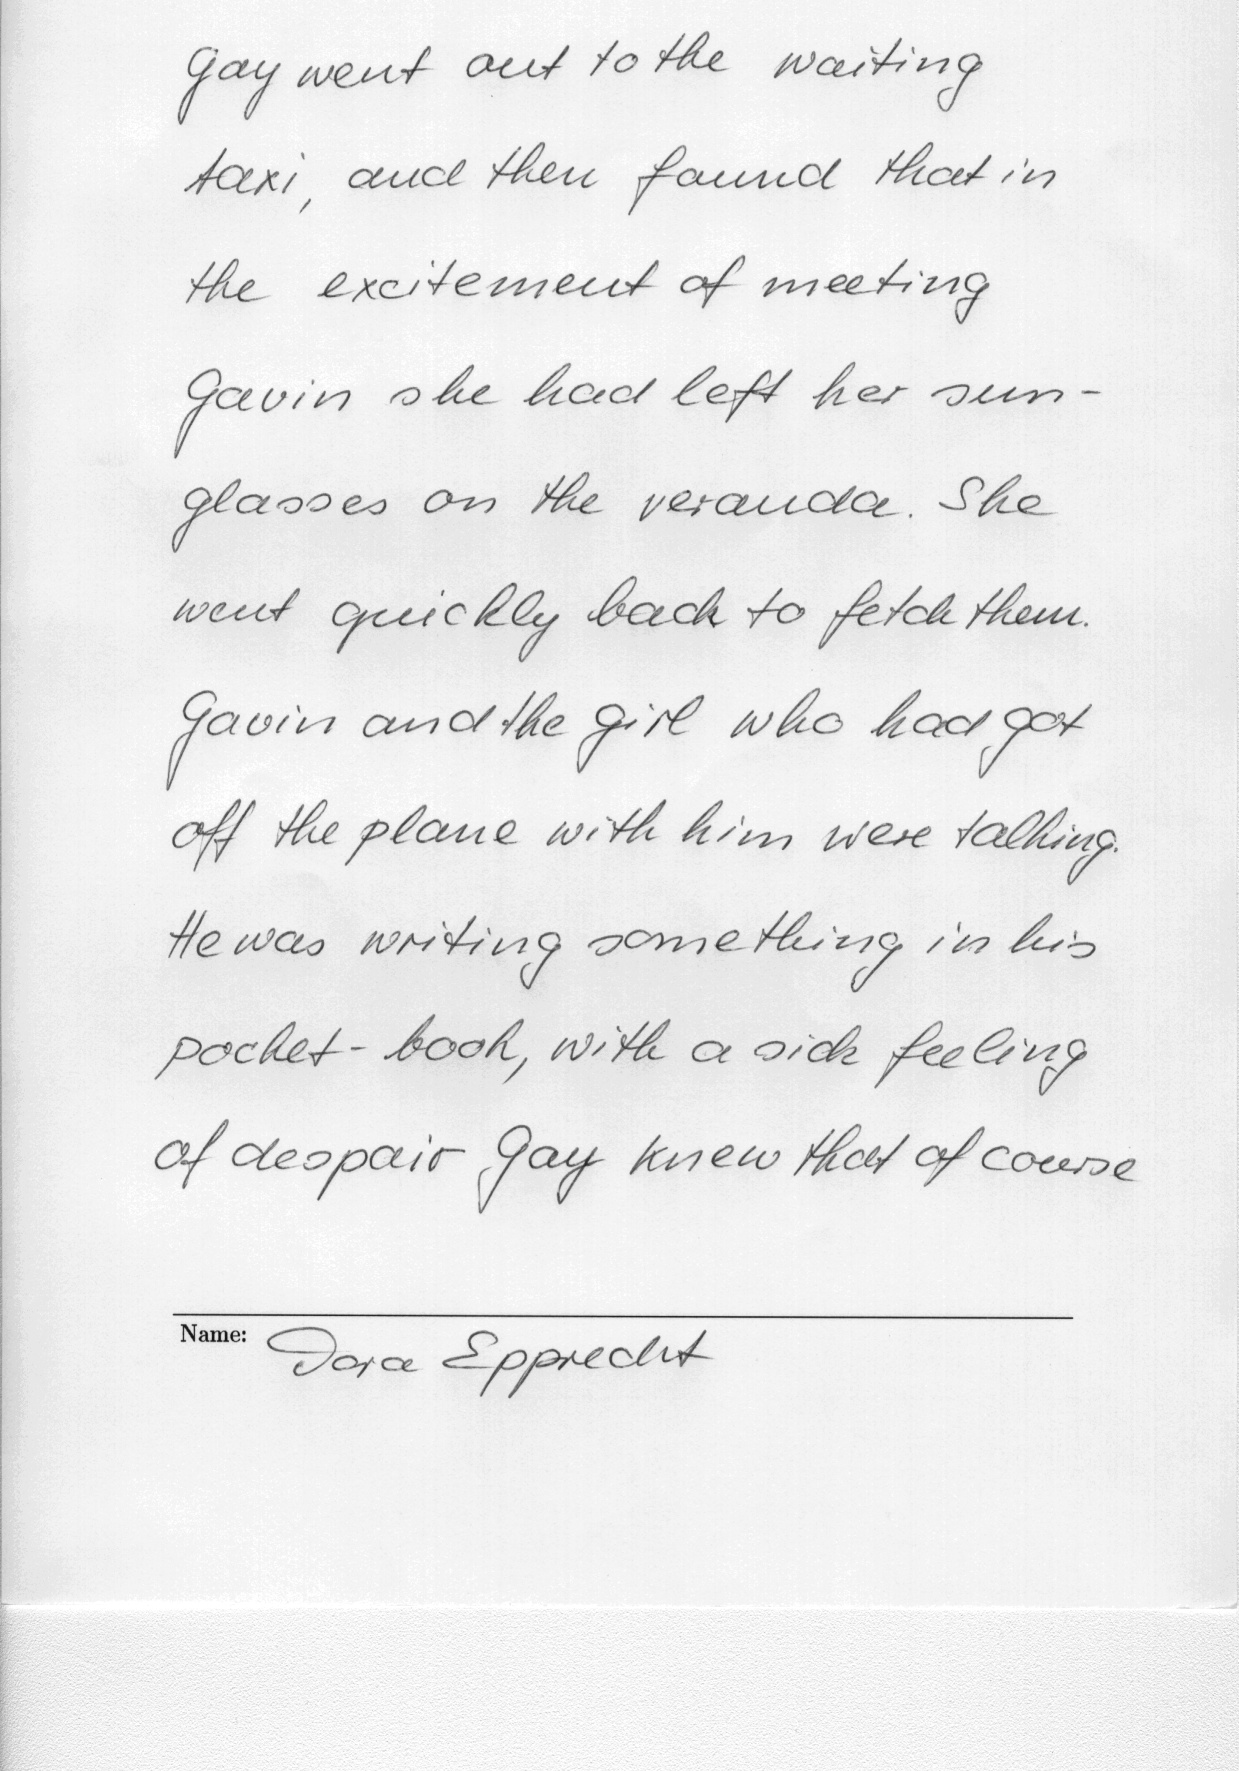 Gay went out to the waiting
taxi, and then found that in
the excitement of meeting
Gavin she had left her sun-
glasses on the veranda. She
went quickly back to fetch them.
Gavin and the girl who had got
off the plane with him were talking.
He was writing something in his
pocket-book, with a sick feeling
of despair Gay knew that of course
Name: Dora Epprecht